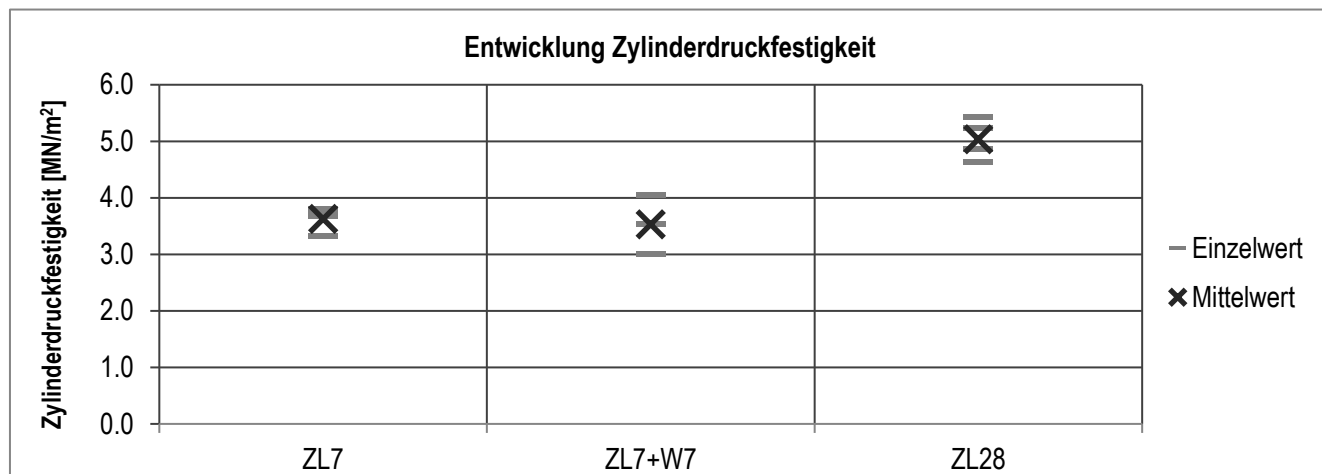 Entwicklung Zylinderdruckfestigkeit
Zylinderdruckfestigkeit [MN/m²]
6.0
5.0
4.0
3.0
2.0
1.0
0.0
ZL7 ZL7+W7 ZL28
Einzelwert
Mittelwert